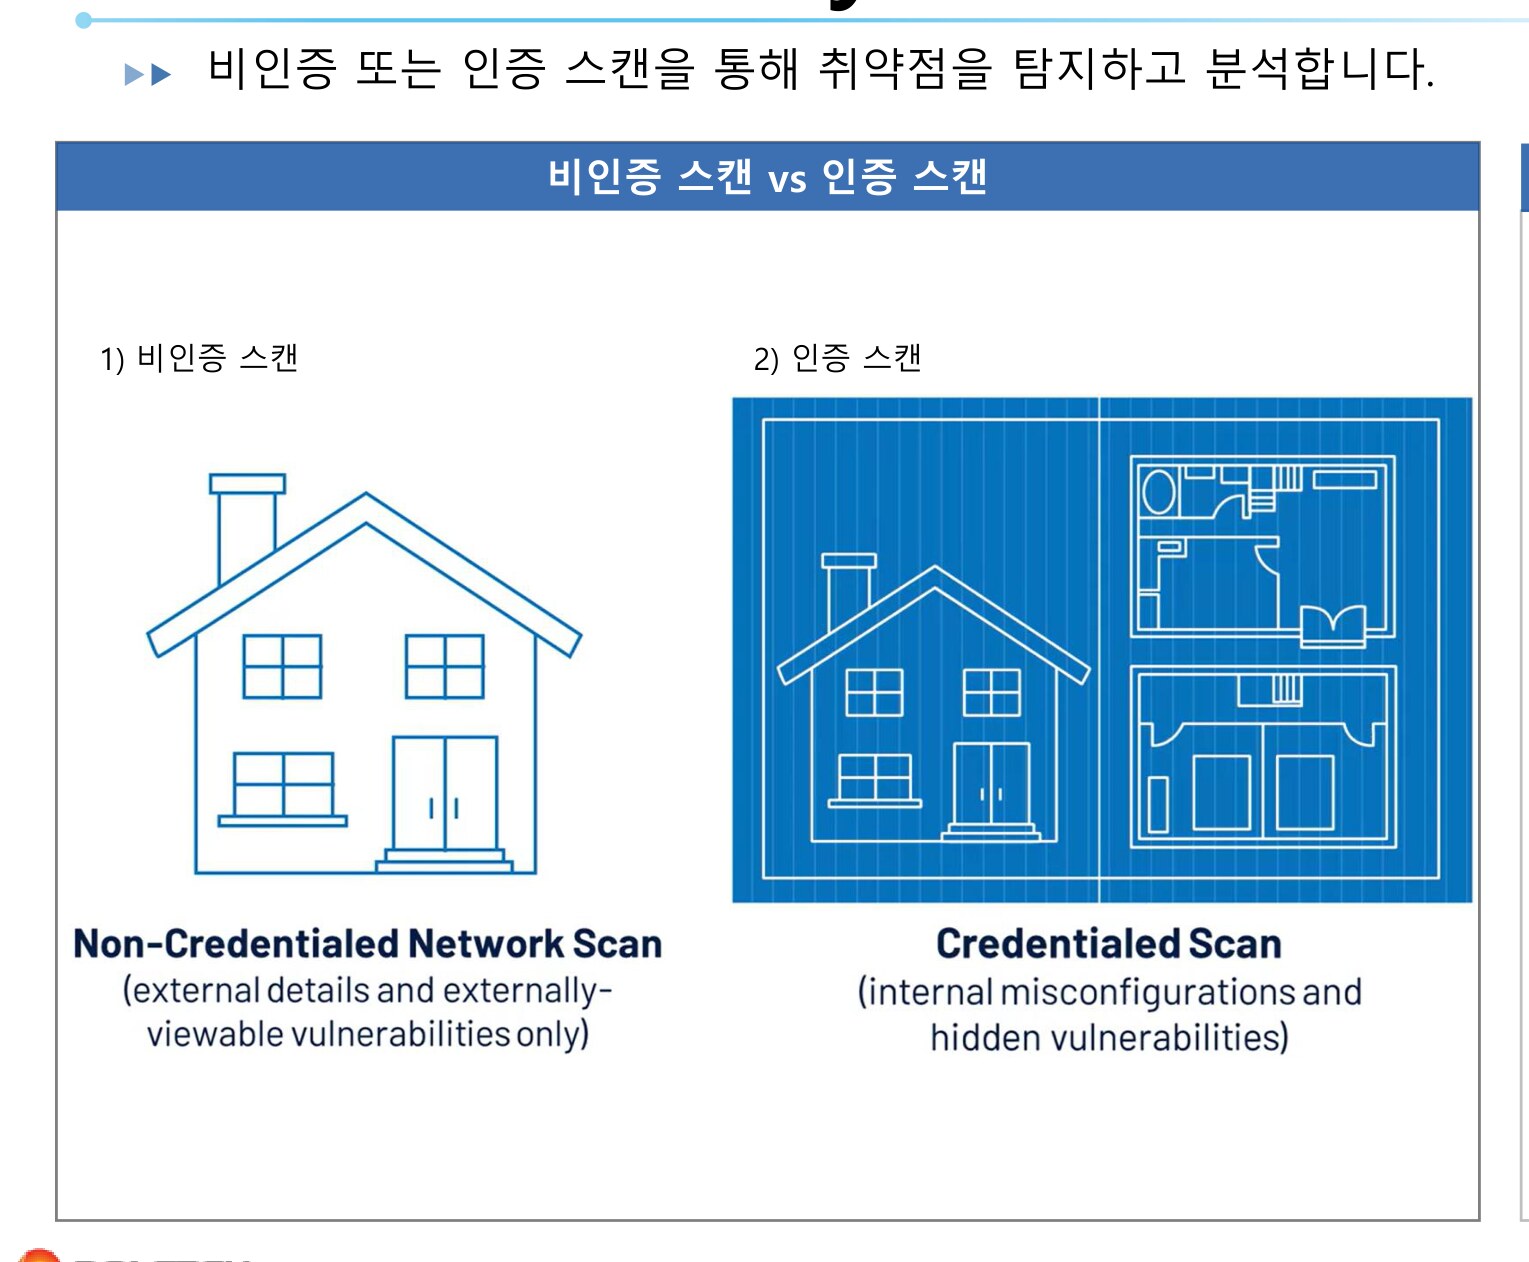 비인증 또는 인증 스캔을 통해 취약점을 탐지하고 분석합니다.
비인증 스캔 vs 인증 스캔
1) 비인증 스캔
2) 인증 스캔
Non-Credentialed Network Scan
(external details and externally-
viewable vulnerabilities only)
Credentialed Scan
(internal misconfigurations and
hidden vulnerabilities)